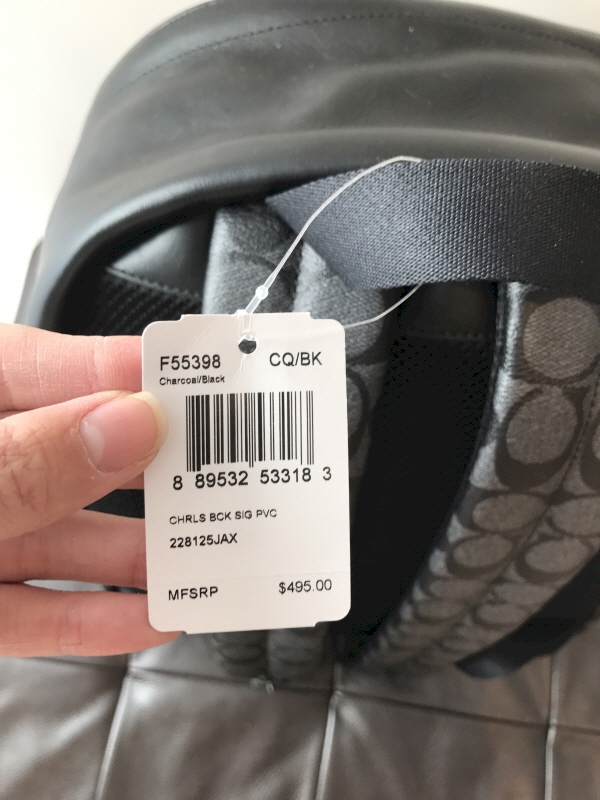 F55398 CQ/BK
Charcoal/Black
8 89532 53318 3
CHRLS BCK SIG PVC
228125JAX
MFSRP $495.00